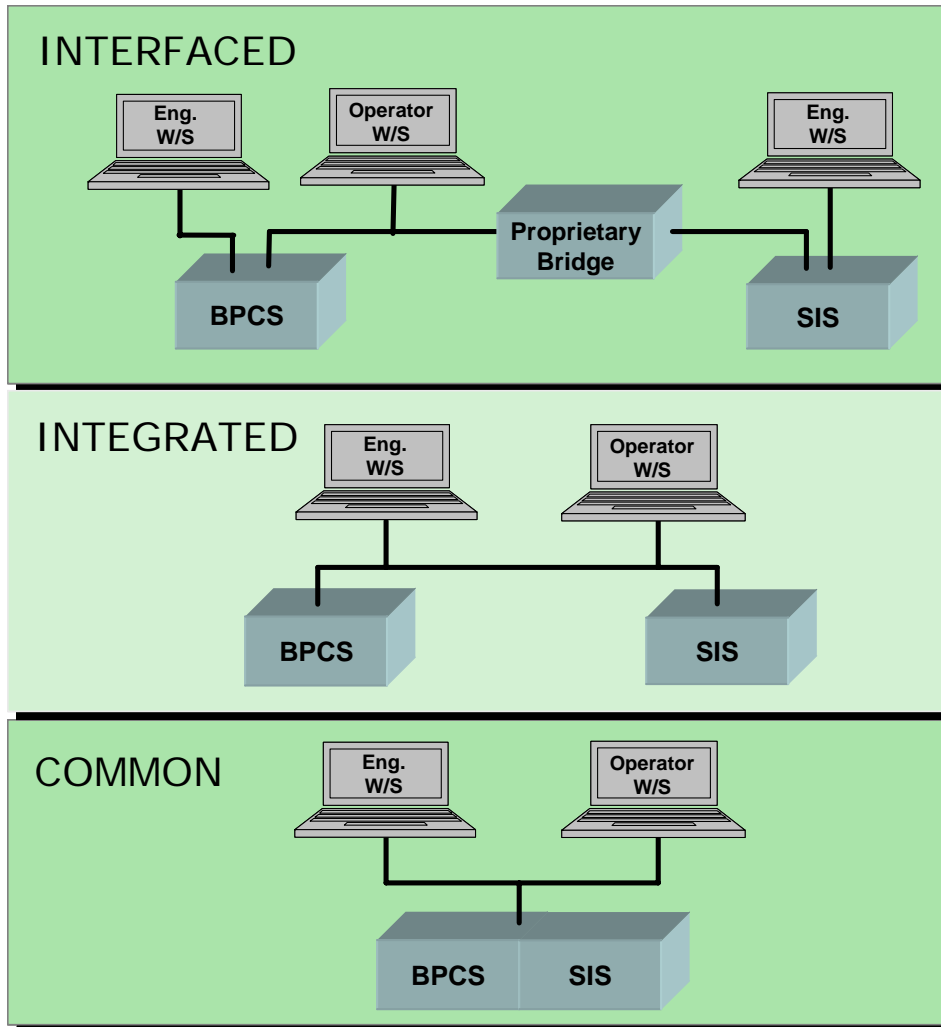 INTERFACED
Eng.
W/S
Operator
W/S
Eng.
W/S
Proprietary
Bridge
BPCS
SIS
INTEGRATED
Eng.
W/S
Operator
W/S
BPCS
SIS
COMMON
Eng.
W/S
Operator
W/S
BPCS
SIS